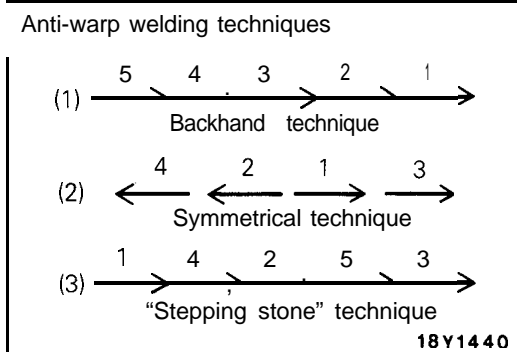 Anti-warp welding techniques
5 4 3 2 1
(1)
Backhand technique
4 2 1 3
(2)
Symmetrical technique
1 4 2 5 3
(3)
“Stepping stone” technique
18Y1440